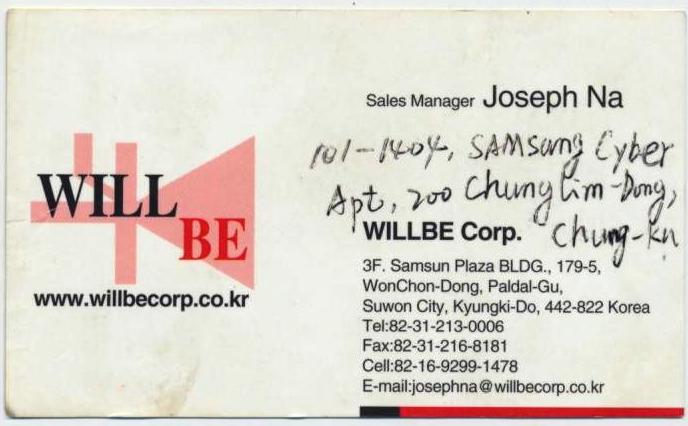 WILL
BE
www.willbecorp.co.kr
Sales Manager Joseph Na
101-1404, SAMSung Cyber
Apt, 200 Chunglim-Dong,
Chung-Ku
WILLBE Corp.
3F. Samsun Plaza BLDG., 179-5,
WonChon-Dong, Paldal-Gu,
Suwon City, Kyungki-Do, 442-822 Korea
Tel:82-31-213-0006
Fax:82-31-216-8181
Cell:82-16-9299-1478
E-mail:josephna@willbecorp.co.kr